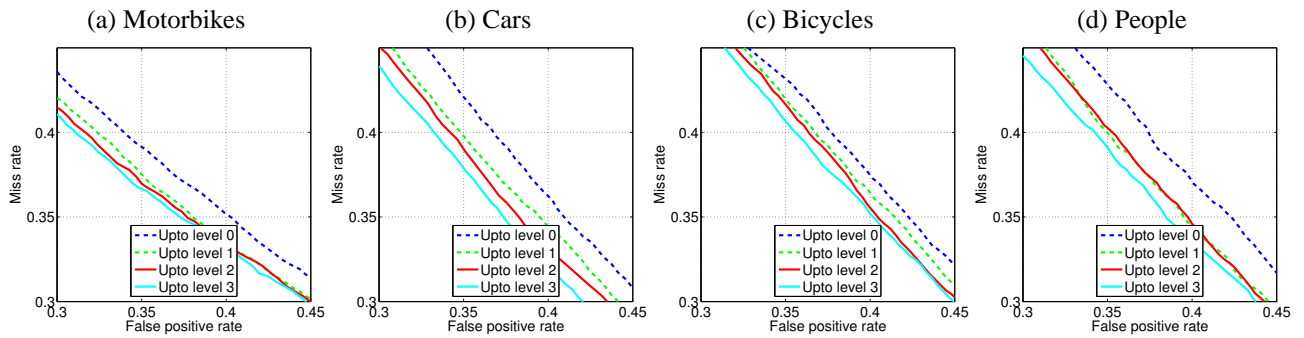 (a) Motorbikes
(b) Cars
(c) Bicycles
(d) People
Miss rate
0.4
0.35
0.3
0.3
0.35
0.4
0.45
False positive rate
Upto level 0
Upto level 1
Upto level 2
Upto level 3
Miss rate
0.4
0.35
0.3
0.3
0.35
0.4
0.45
False positive rate
Upto level 0
Upto level 1
Upto level 2
Upto level 3
Miss rate
0.4
0.35
0.3
0.3
0.35
0.4
0.45
False positive rate
Upto level 0
Upto level 1
Upto level 2
Upto level 3
Miss rate
0.4
0.35
0.3
0.3
0.35
0.4
0.45
False positive rate
Upto level 0
Upto level 1
Upto level 2
Upto level 3